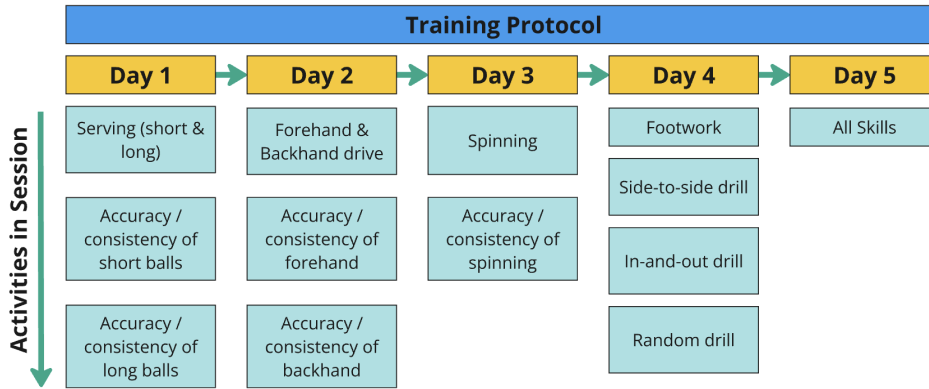 Training Protocol
Day 1
Day 2
Day 3
Day 4
Day 5
Activities in Session
Serving (short &
long)
Accuracy /
consistency of
short balls
Accuracy /
consistency of
long balls
Forehand &
Backhand drive
Accuracy /
consistency of
forehand
Accuracy /
consistency of
backhand
Spinning
Accuracy /
consistency of
spinning
Footwork
Side-to-side drill
In-and-out drill
Random drill
All Skills